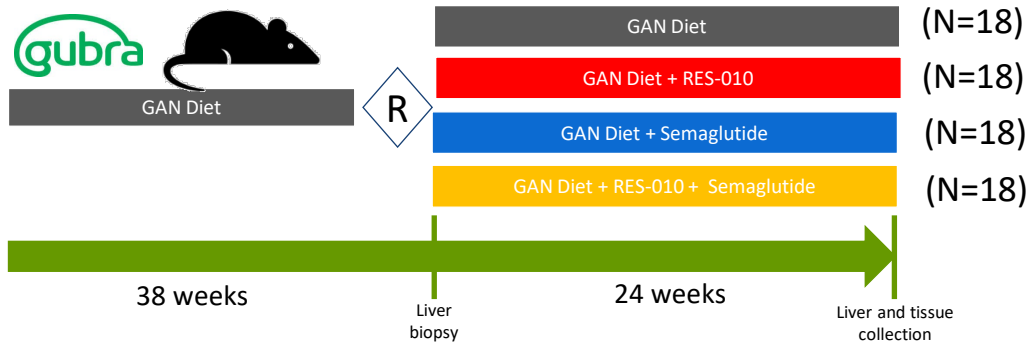 gubra
GAN Diet
R
GAN Diet
(N=18)
GAN Diet + RES-010
(N=18)
GAN Diet + Semaglutide
(N=18)
GAN Diet + RES-010 +  Semaglutide
(N=18)
38 weeks
24 weeks
Liver
biopsy
Liver and tissue
collection